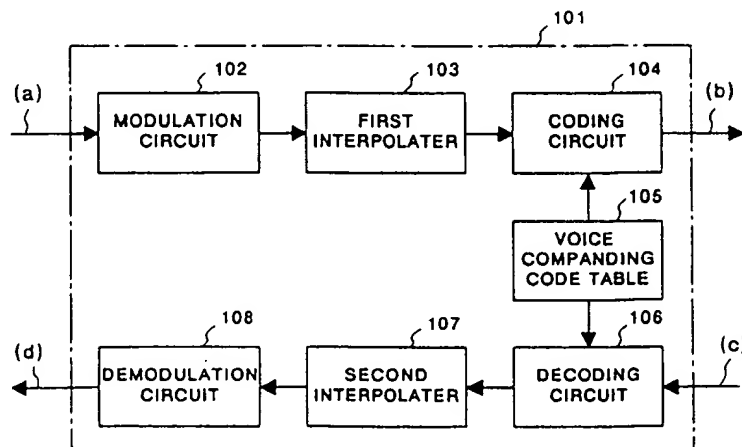 101
102
103
104
(a)
(b)
MODULATION
CIRCUIT
FIRST
INTERPOLATER
CODING
CIRCUIT
105
VOICE
COMPANDING
CODE TABLE
108
107
106
(d)
(c)
DEMODULATION
CIRCUIT
SECOND
INTERPOLATER
DECODING
CIRCUIT